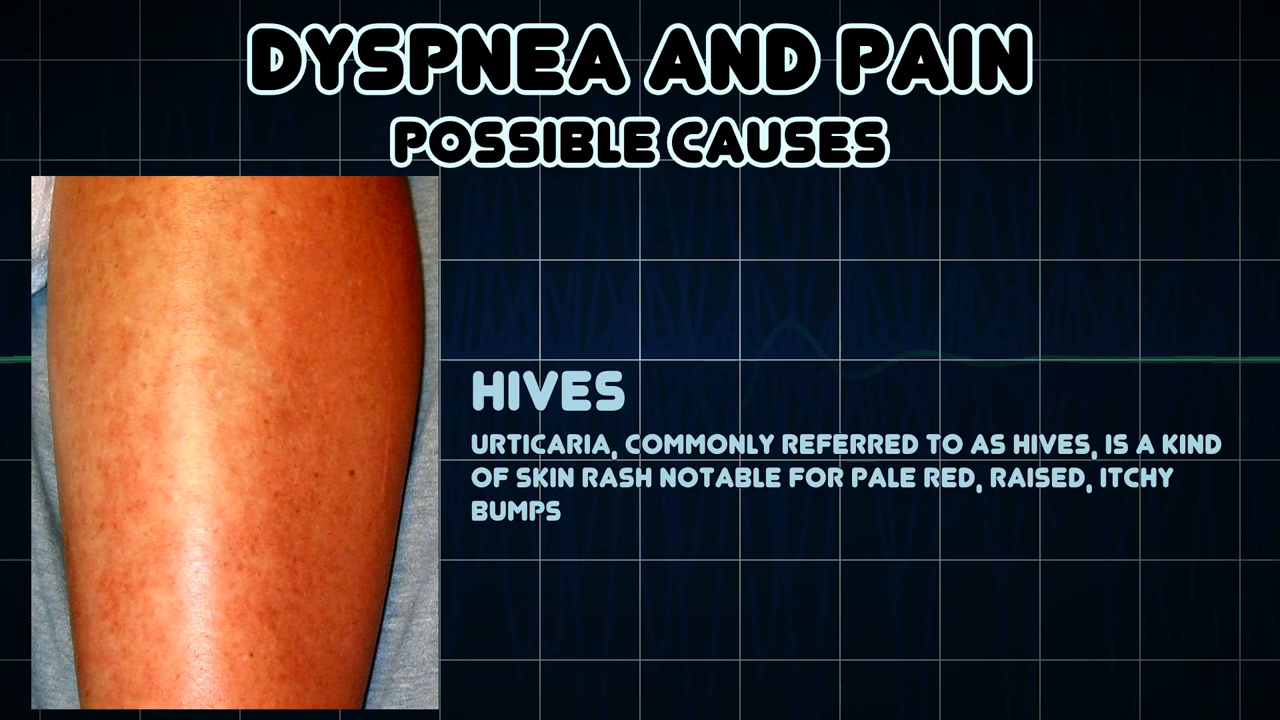 DYSPNEA AND PAIN
POSSIBLE CAUSES
HIVES
URTICARIA, COMMONLY REFERRED TO AS HIVES, IS A KIND
OF SKIN RASH NOTABLE FOR PALE RED, RAISED, ITCHY
BUMPS